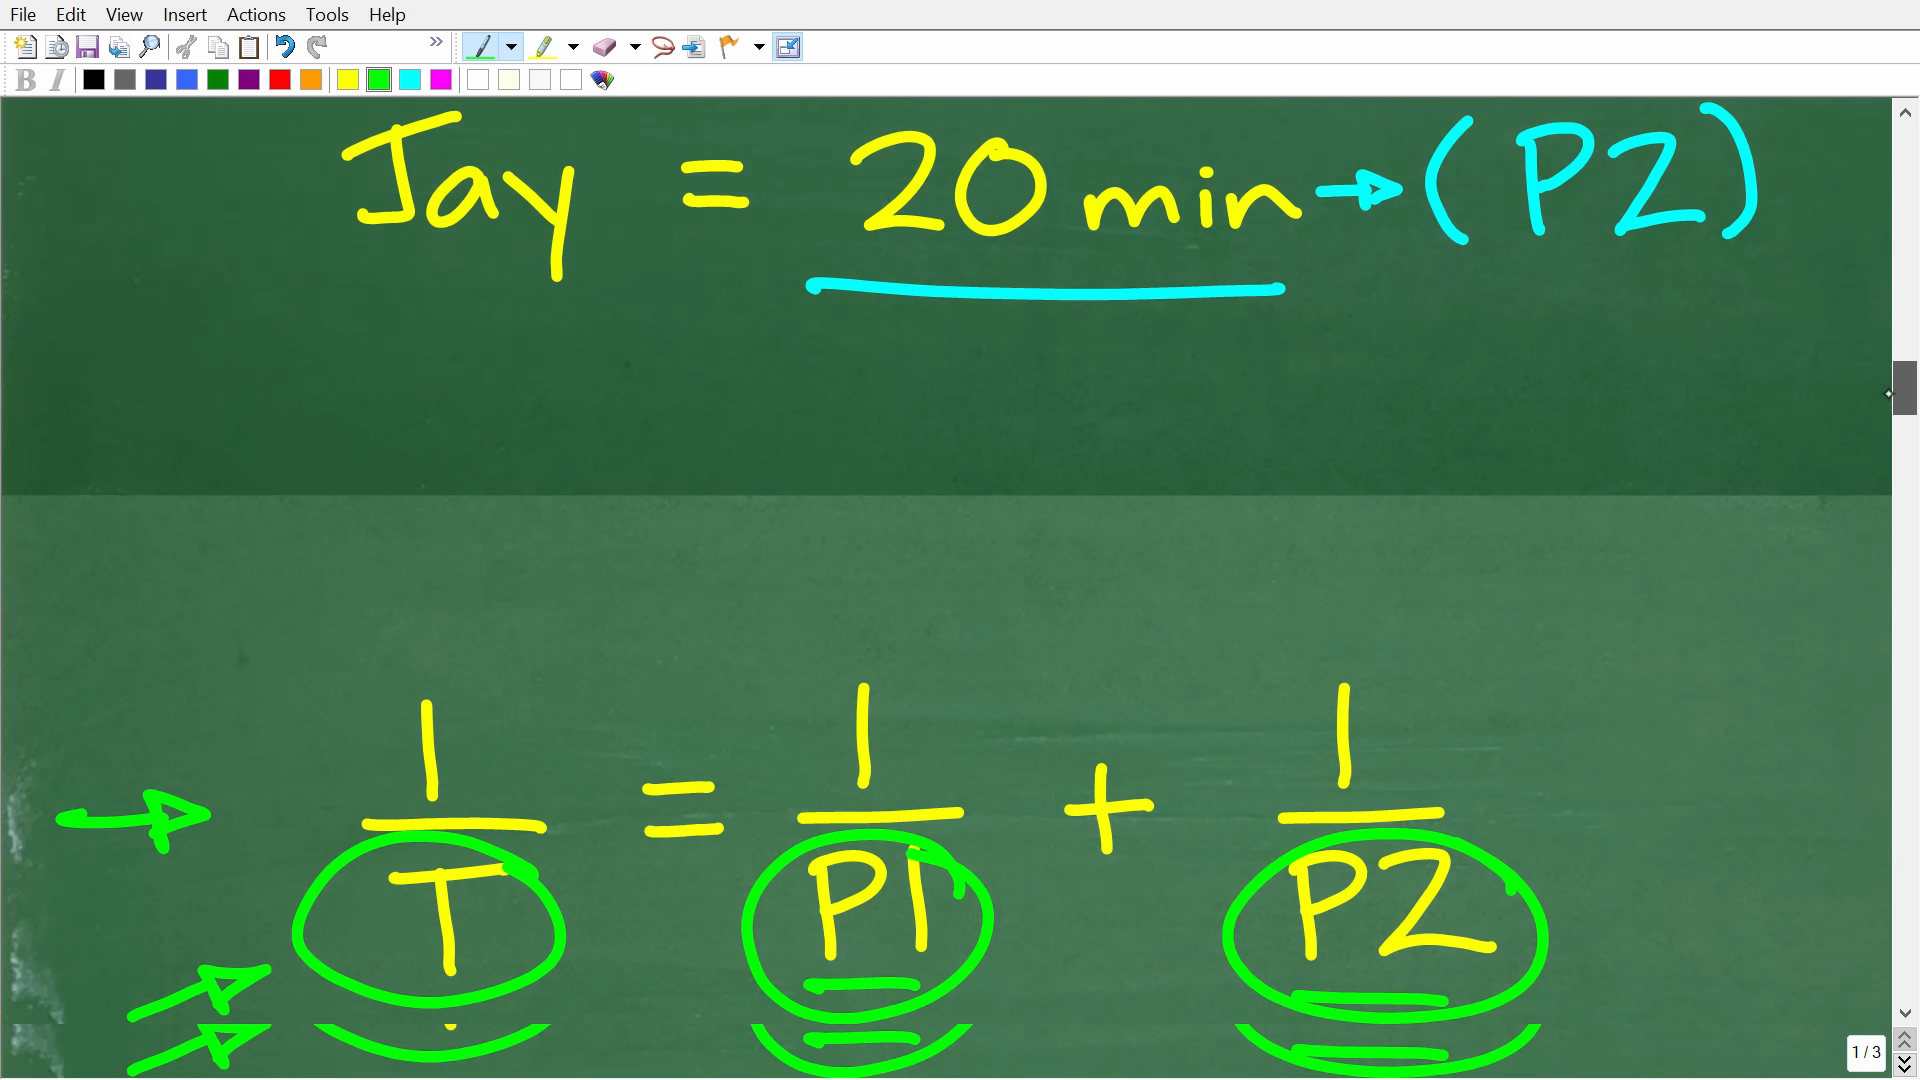 File Edit View Insert Actions Tools Help
B I
Jay = 20 min → (P2)
1 1 1
→ — = — + —
T P1 P2
1 / 3